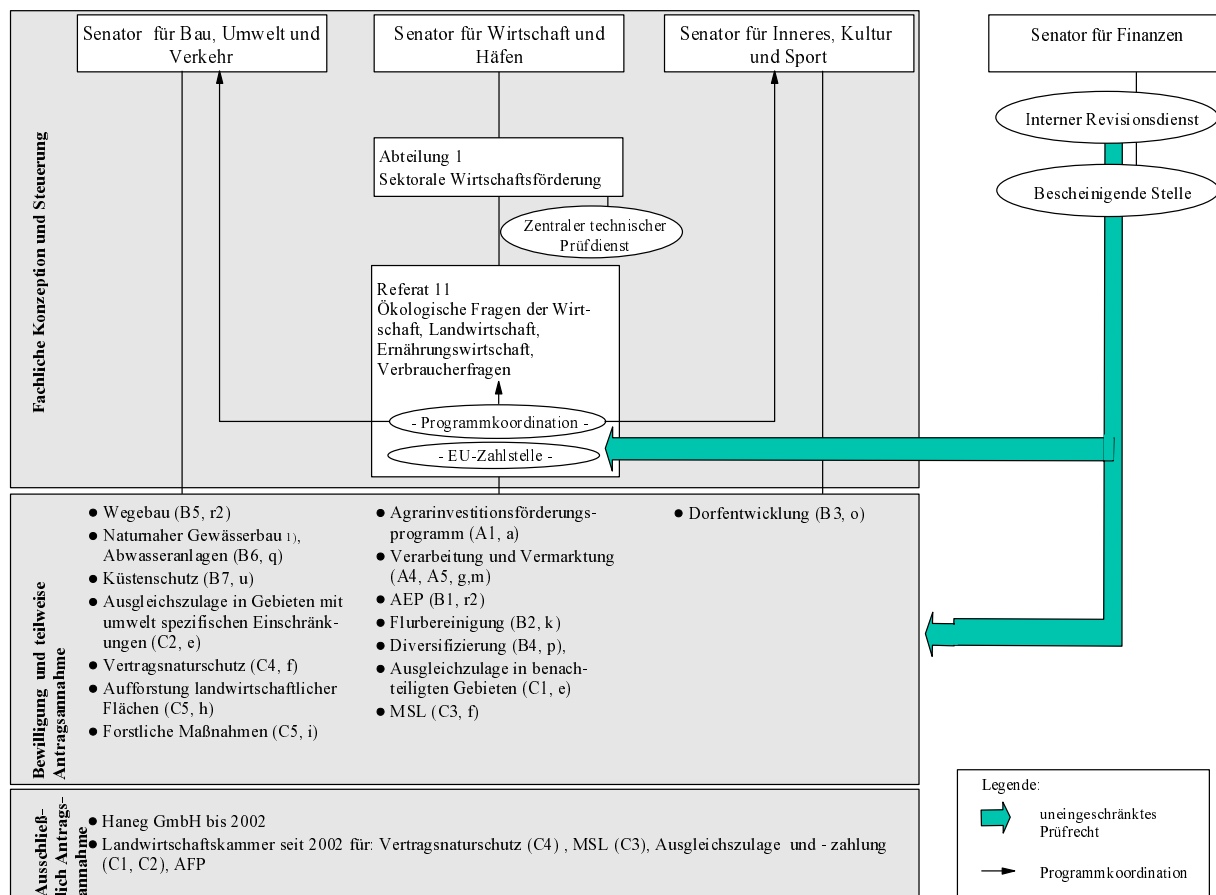 Senator für Bau, Umwelt und
Verkehr
Senator für Wirtschaft und
Häfen
Senator für Inneres, Kultur
und Sport
Senator für Finanzen
Fachliche Konzeption und Steuerung
Interner Revisionsdienst
Bescheinigende Stelle
Abteilung 1
Sektorale Wirtschaftsförderung
Zentraler technischer
Prüfdienst
Referat 11
Ökologische Fragen der Wirt-
schaft, Landwirtschaft,
Ernährungswirtschaft,
Verbraucherfragen
- Programmkoordination -
- EU-Zahlstelle -
Bewilligung und teilweise
Antragsannahme
● Wegebau (B5, r2)
● Naturnaher Gewässerbau 1),
Abwasseranlagen (B6, q)
● Küstenschutz (B7, u)
● Ausgleichszulage in Gebieten mit
umwelt spezifischen Einschränk-
ungen (C2, e)
● Vertragsnaturschutz (C4, f)
● Aufforstung landwirtschaftlicher
Flächen (C5, h)
● Forstliche Maßnahmen (C5, i)
● Agrarinvestitionsförderungs-
programm (A1, a)
● Verarbeitung und Vermarktung
(A4, A5, g,m)
● AEP (B1, r2)
● Flurbereinigung (B2, k)
● Diversifizierung (B4, p),
● Ausgleichzulage in benach-
teiligten Gebieten (C1, e)
● MSL (C3, f)
● Dorfentwicklung (B3, o)
Ausschließ-
lich Antrags-
annahme
● Haneg GmbH bis 2002
● Landwirtschaftskammer seit 2002 für: Vertragsnaturschutz (C4) , MSL (C3), Ausgleichszulage und - zahlung
(C1, C2), AFP
Legende:
uneingeschränktes
Prüfrecht
Programmkoordination